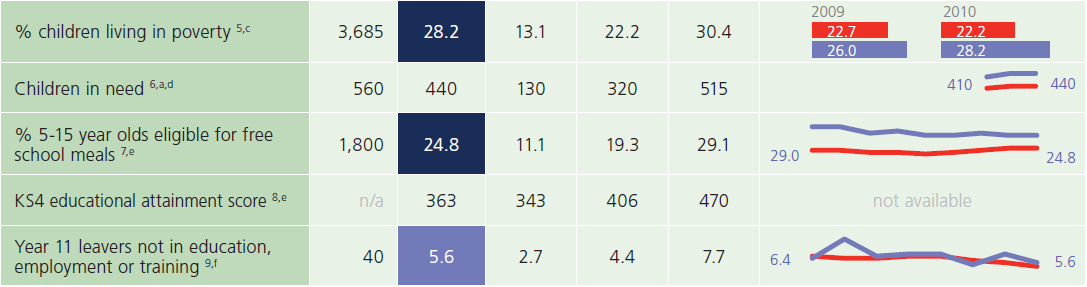 2009 2010
% children living in poverty 5,c 3,685 28.2 13.1 22.2 30.4 22.7 22.2
26.0 28.2
Children in need 6,a,d 560 440 130 320 515 410 440
% 5-15 year olds eligible for free
school meals 7,e 1,800 24.8 11.1 19.3 29.1 29.0 24.8
KS4 educational attainment score 8,e n/a 363 343 406 470 not available
Year 11 leavers not in education,
employment or training 9,f 40 5.6 2.7 4.4 7.7 6.4 5.6